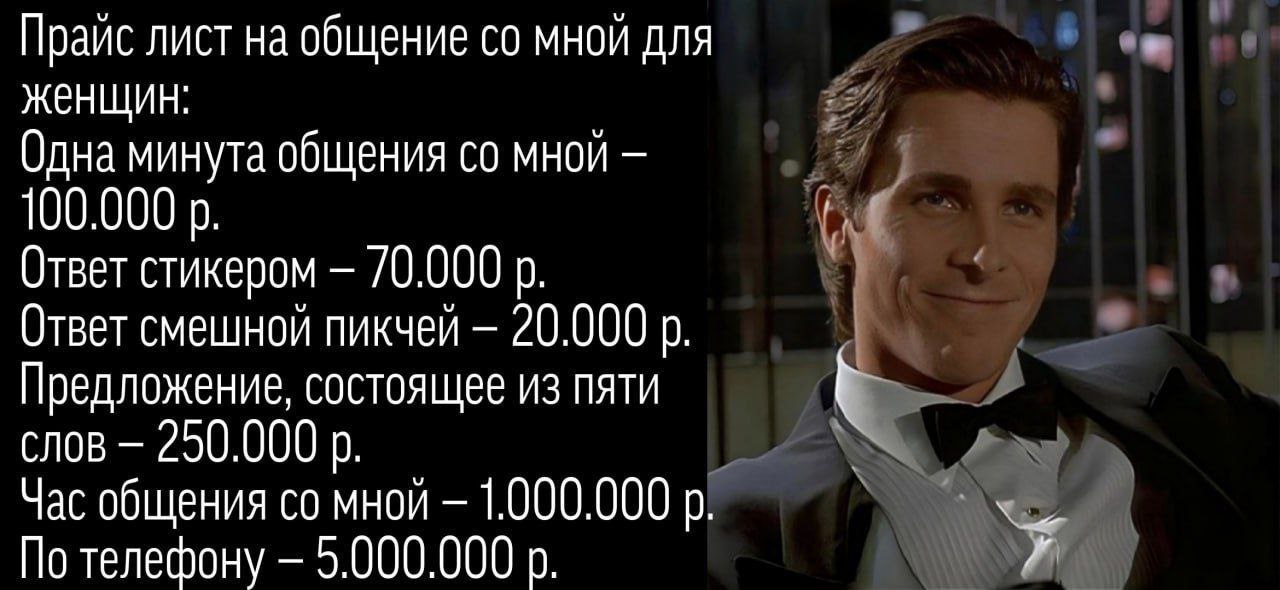 Прайс лист на общение со мной для
женщин:
Одна минута общения со мной –
100.000 р.
Ответ стикером – 70.000 р.
Ответ смешной пикчей – 20.000 р.
Предложение, состоящее из пяти
слов – 250.000 р.
Час общения со мной – 1.000.000 р.
По телефону – 5.000.000 р.